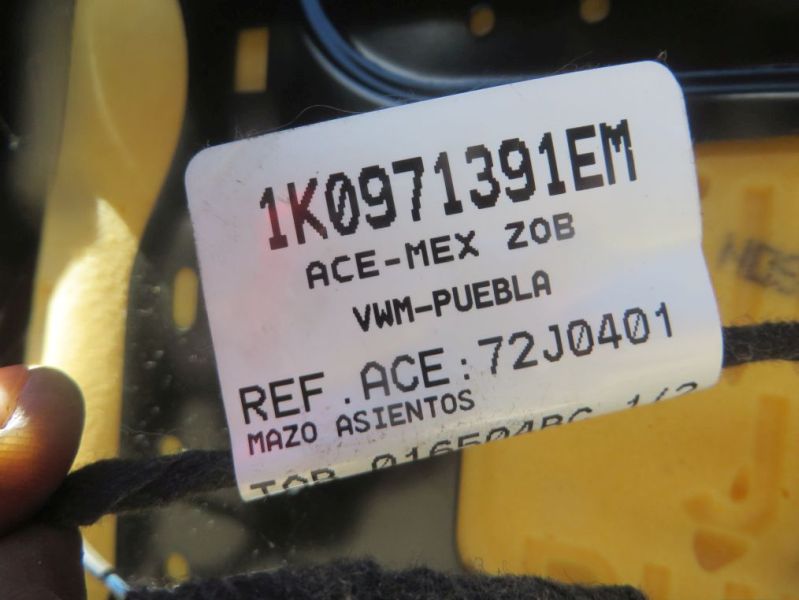 1K0971391EM
ACE-MEX ZOB
VWM-PUEBLA
REF.ACE:72J0401
MAZO ASIENTOS